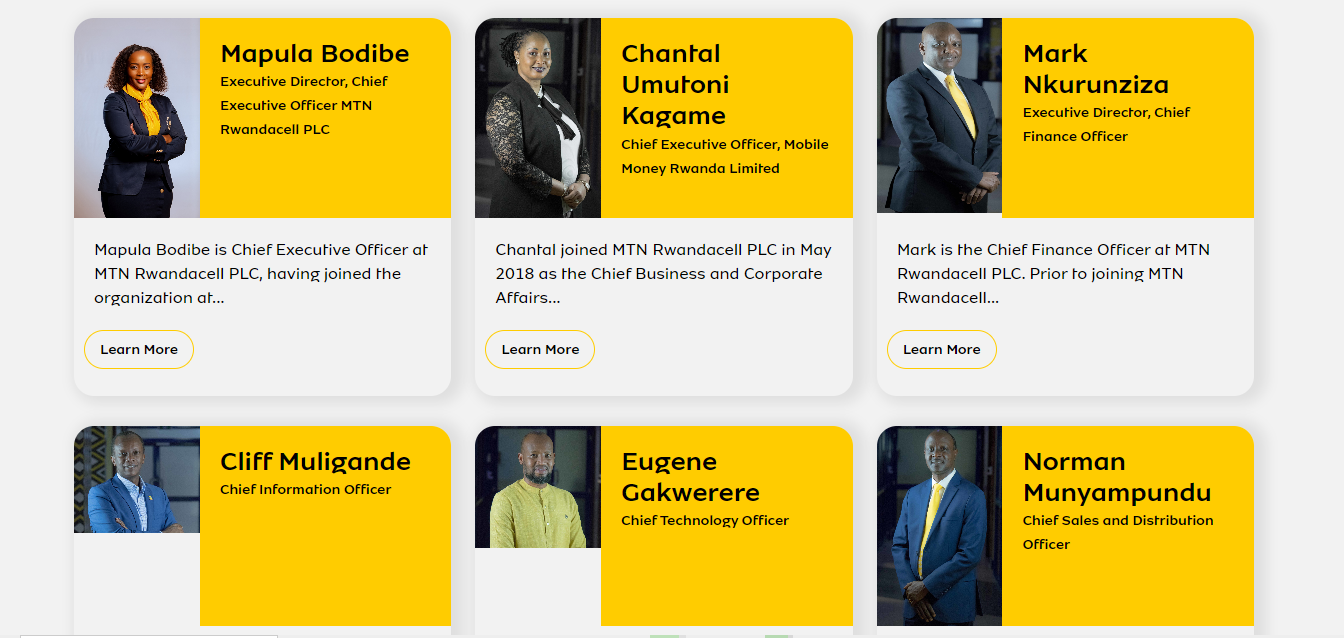 Mapula Bodibe
Executive Director, Chief
Executive Officer MTN
Rwandacell PLC
Mapula Bodibe is Chief Executive Officer at
MTN Rwandacell PLC, having joined the
organization at...
Learn More
Chantal
Umutoni
Kagame
Chief Executive Officer, Mobile
Money Rwanda Limited
Chantal joined MTN Rwandacell PLC in May
2018 as the Chief Business and Corporate
Affairs...
Learn More
Mark
Nkurunziza
Executive Director, Chief
Finance Officer
Mark is the Chief Finance Officer at MTN
Rwandacell PLC. Prior to joining MTN
Rwandacell...
Learn More
Cliff Muligande
Chief Information Officer
Eugene
Gakwerere
Chief Technology Officer
Norman
Munyampundu
Chief Sales and Distribution
Officer